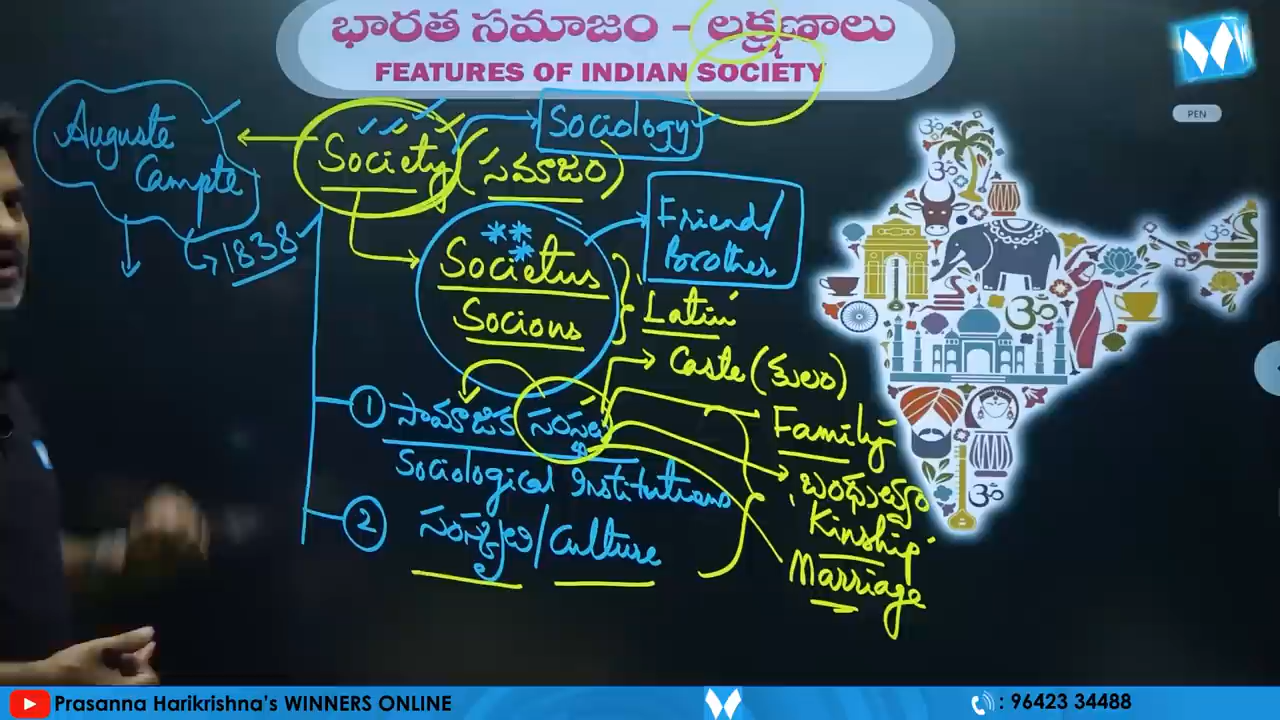 భారత సమాజం - లక్షణాలు
FEATURES OF INDIAN SOCIETY
PEN
Auguste
Campte
1838
Society (సమాజం)
Sociology
Friend/
Brother
Societus
Socions
Latin
Caste (కులం)
① సామాజిక సంస్థలు
Family
Sociological Institutions
బంధుత్వం
Kinship
② సంస్కృతి/Culture
Marriage
Prasanna Harikrishna's WINNERS ONLINE
: 96423 34488